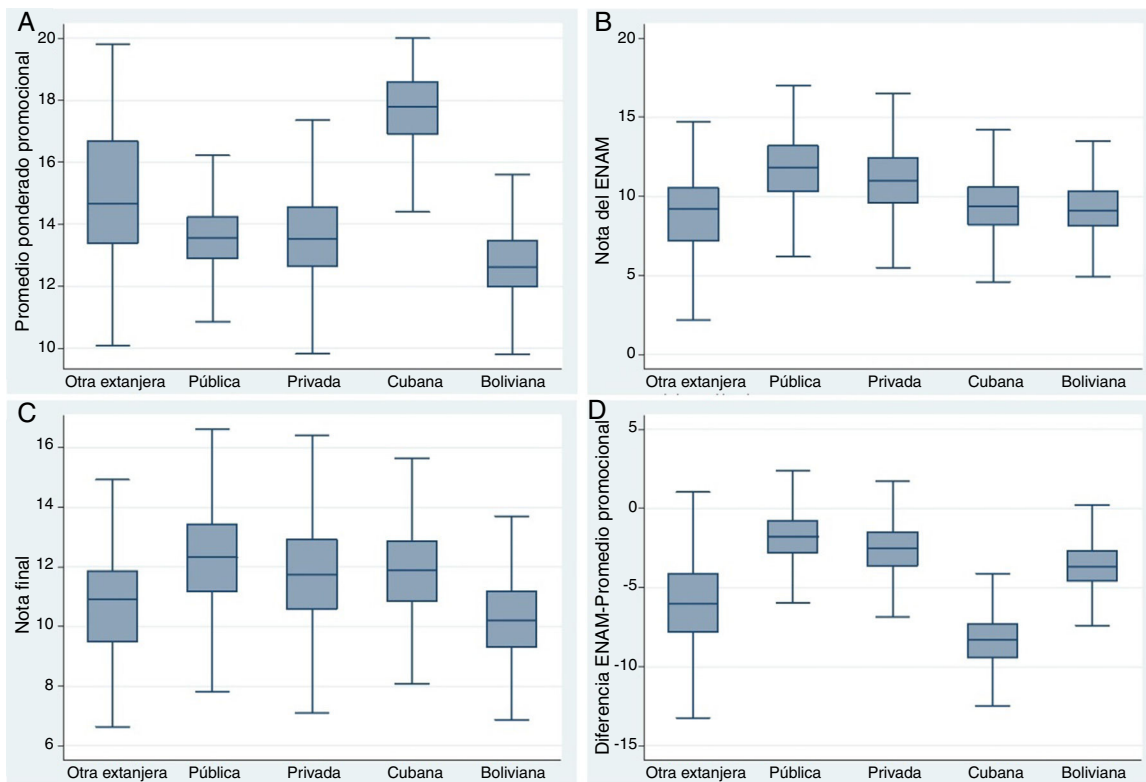 A
Promedio ponderado promocional
20
18
16
14
12
10
Otra extanjera Pública Privada Cubana Boliviana
B
Nota del ENAM
20
15
10
5
0
Otra extanjera Pública Privada Cubana Boliviana
C
Nota final
16
14
12
10
8
6
Otra extanjera Pública Privada Cubana Boliviana
D
Diferencia ENAM-Promedio promocional
5
0
-5
-10
-15
Otra extanjera Pública Privada Cubana Boliviana